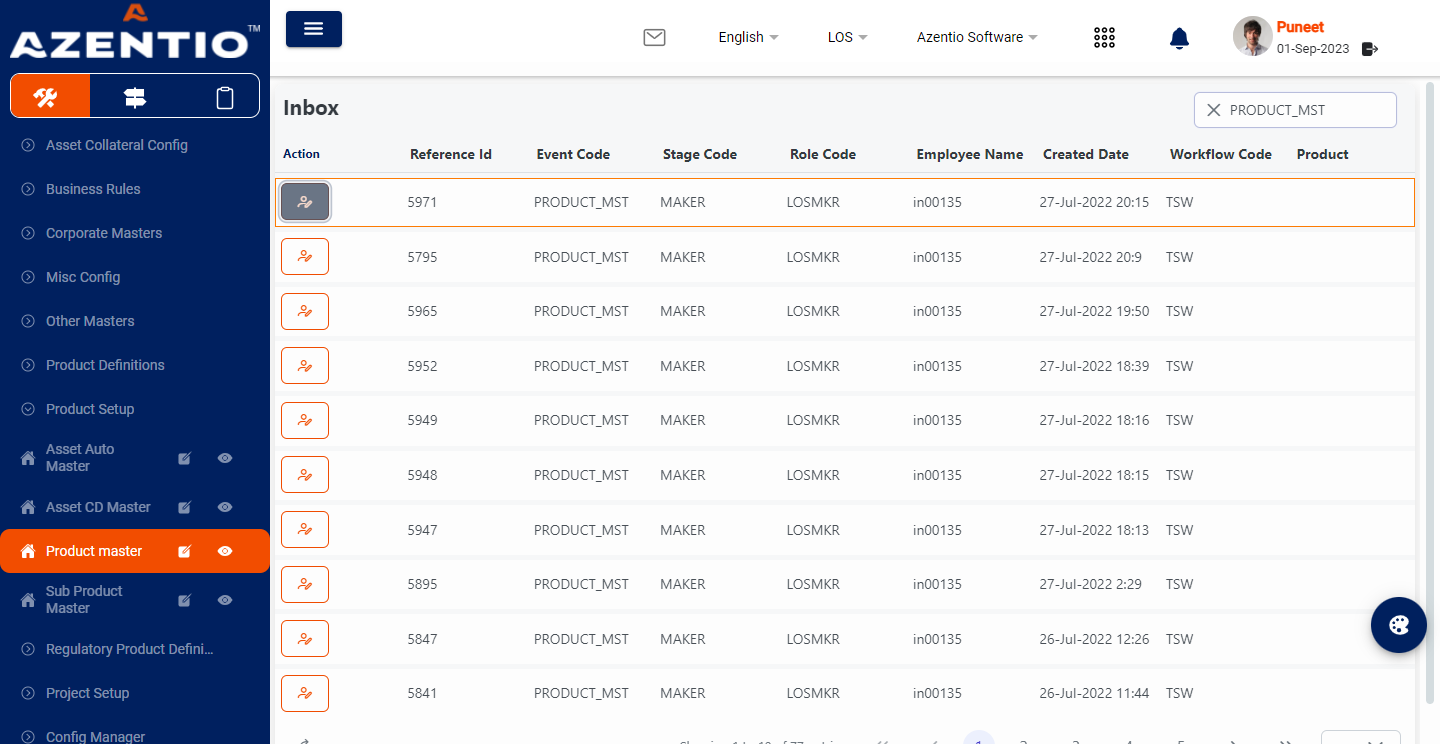 AZENTIO™
English
LOS
Azentio Software
Puneet
01-Sep-2023
Asset Collateral Config
Business Rules
Corporate Masters
Misc Config
Other Masters
Product Definitions
Product Setup
Asset Auto
Master
Asset CD Master
Product master
Sub Product
Master
Regulatory Product Defini...
Project Setup
Config Manager
Inbox
PRODUCT_MST
Action Reference Id Event Code Stage Code Role Code Employee Name Created Date Workflow Code Product
5971 PRODUCT_MST MAKER LOSMKR in00135 27-Jul-2022 20:15 TSW
5795 PRODUCT_MST MAKER LOSMKR in00135 27-Jul-2022 20:9 TSW
5965 PRODUCT_MST MAKER LOSMKR in00135 27-Jul-2022 19:50 TSW
5952 PRODUCT_MST MAKER LOSMKR in00135 27-Jul-2022 18:39 TSW
5949 PRODUCT_MST MAKER LOSMKR in00135 27-Jul-2022 18:16 TSW
5948 PRODUCT_MST MAKER LOSMKR in00135 27-Jul-2022 18:15 TSW
5947 PRODUCT_MST MAKER LOSMKR in00135 27-Jul-2022 18:13 TSW
5895 PRODUCT_MST MAKER LOSMKR in00135 27-Jul-2022 2:29 TSW
5847 PRODUCT_MST MAKER LOSMKR in00135 26-Jul-2022 12:26 TSW
5841 PRODUCT_MST MAKER LOSMKR in00135 26-Jul-2022 11:44 TSW